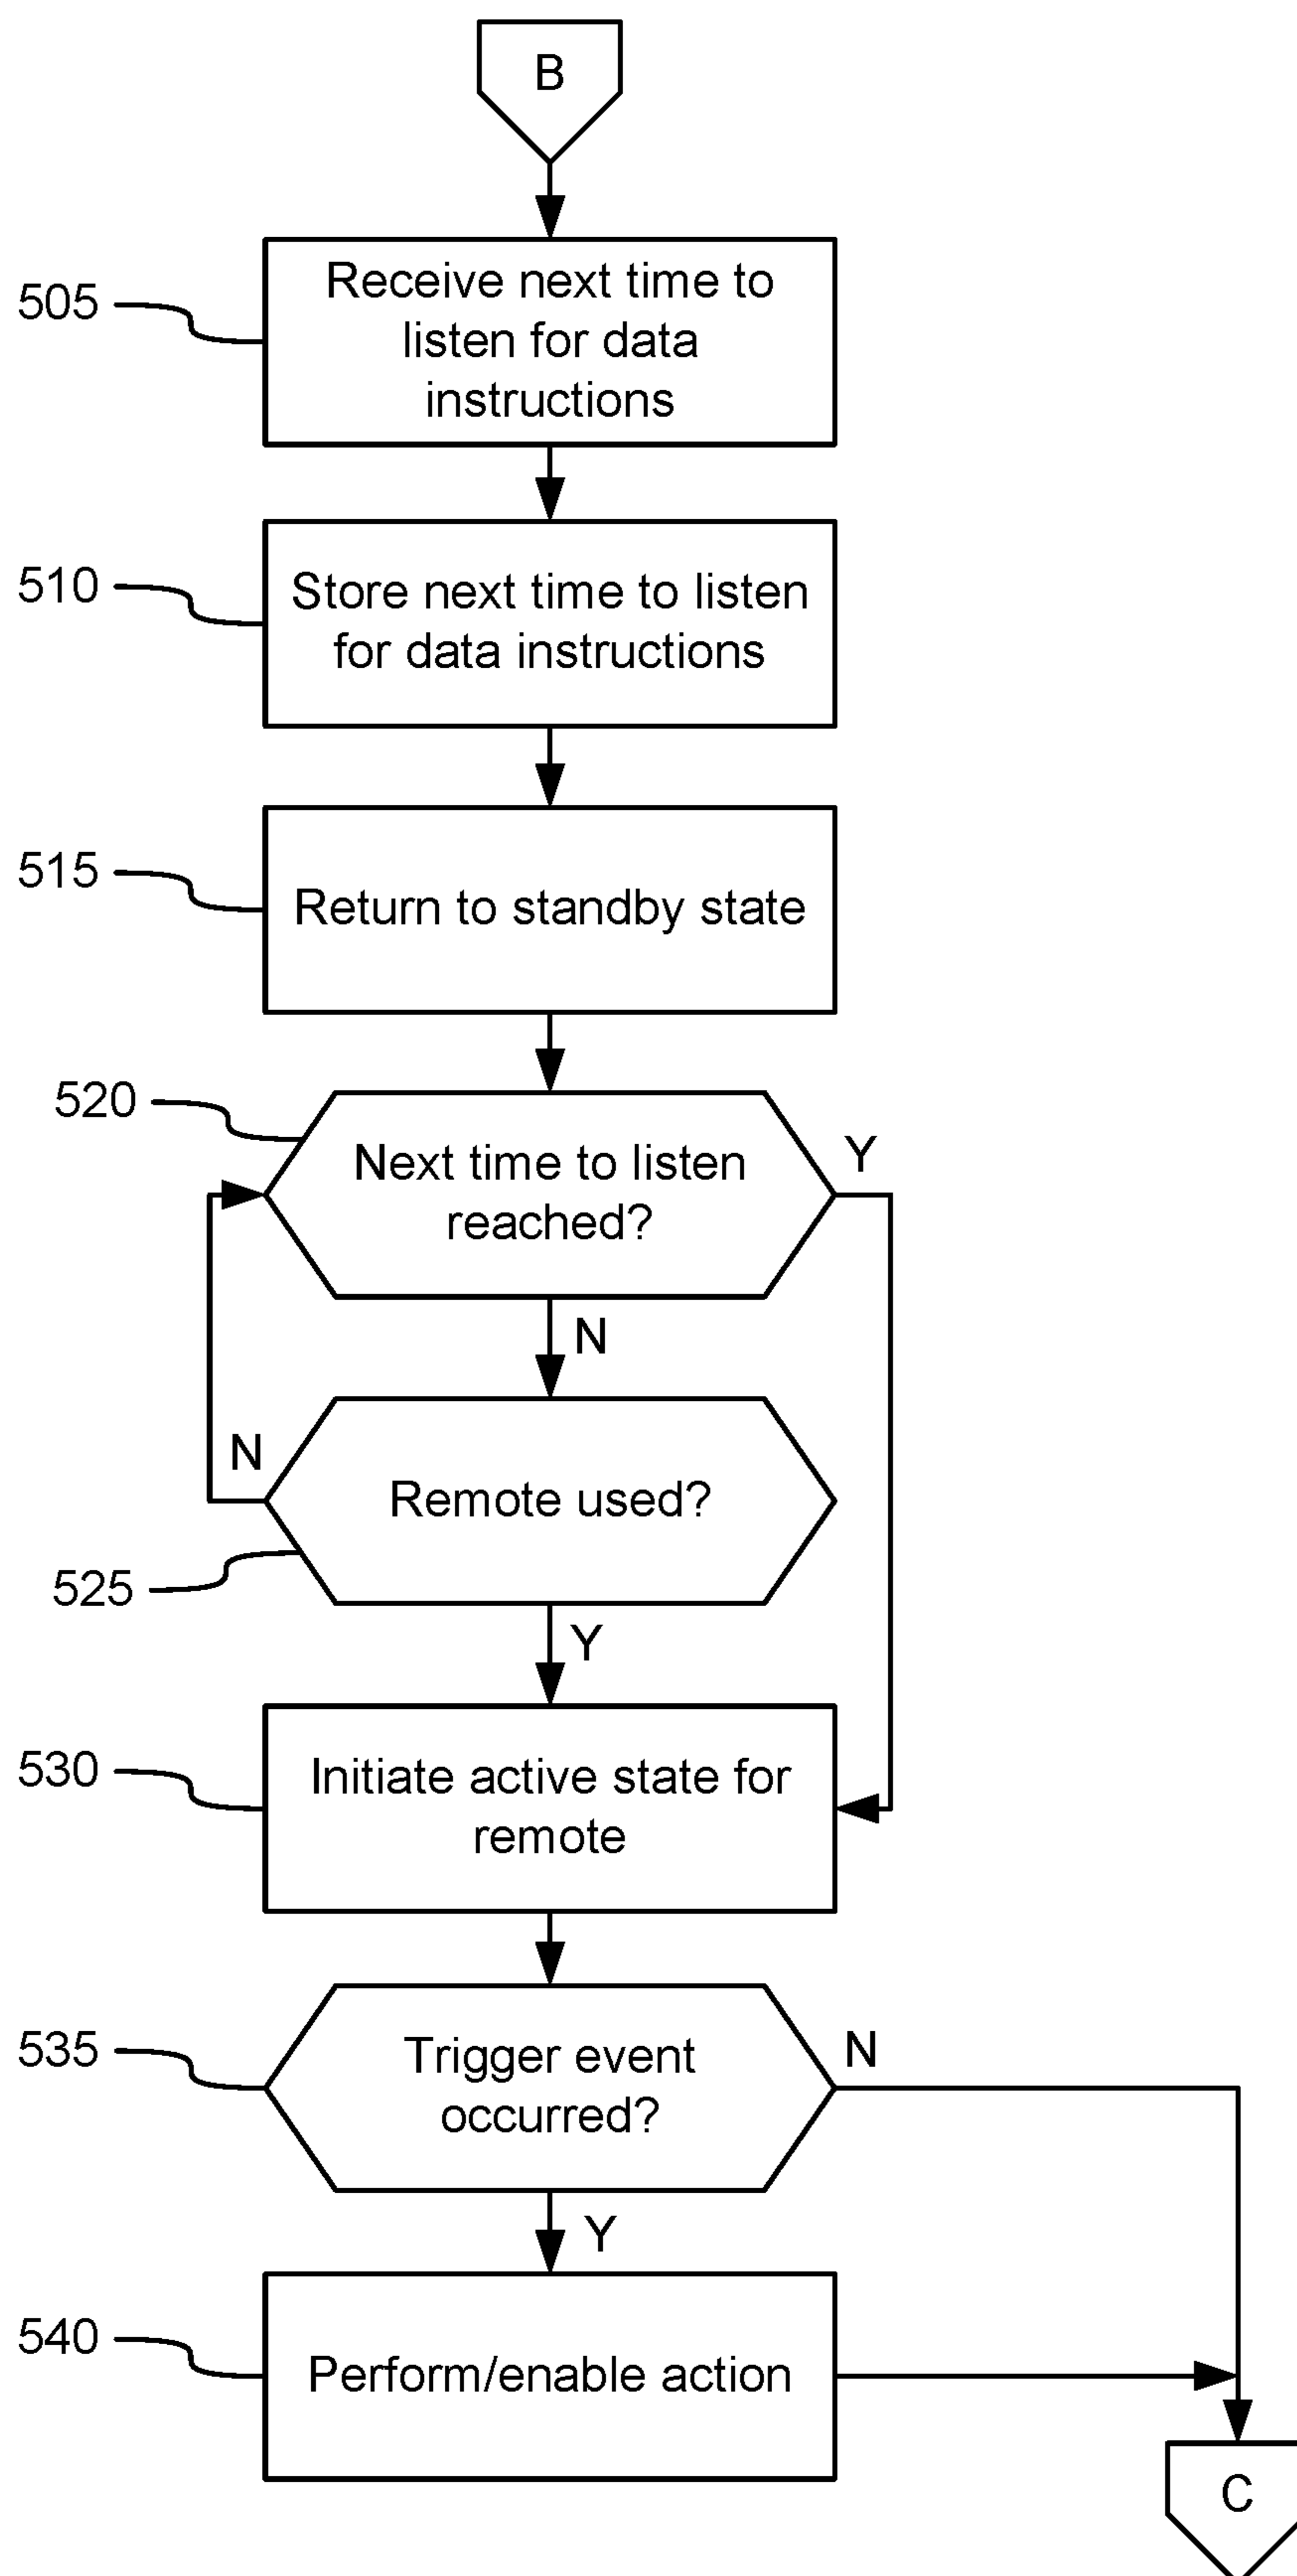 B
505
Receive next time to
listen for data
instructions
510
Store next time to listen
for data instructions
515
Return to standby state
520
Next time to listen
reached?
Y
N
N
Remote used?
525
Y
530
Initiate active state for
remote
535
Trigger event
occurred?
N
Y
540
Perform/enable action
C